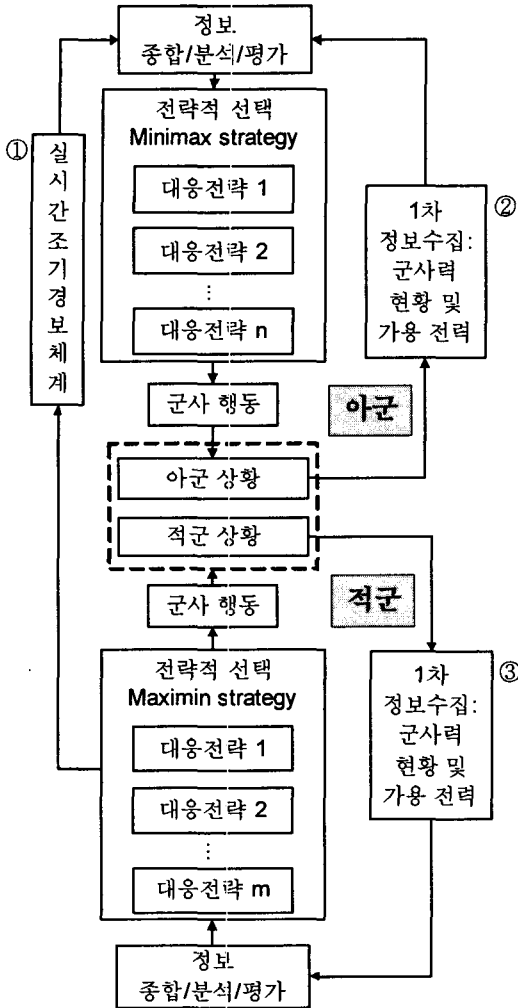 정보
종합/분석/평가
전략적 선택
Minimax strategy
대응전략 1
대응전략 2
⋮
대응전략 n
①
실
시
간
조
기
경
보
체
계
②
1차
정보수집:
군사력
현황 및
가용 전력
군사 행동
아군
아군 상황
적군 상황
군사 행동
적군
전략적 선택
Maximin strategy
대응전략 1
대응전략 2
⋮
대응전략 m
③
1차
정보수집:
군사력
현황 및
가용 전력
정보
종합/분석/평가